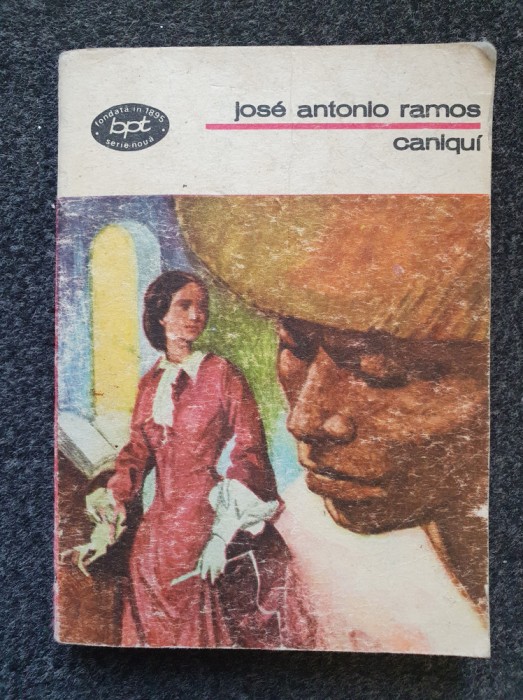 fondată în 1895
bpt
serie nouă
josé antonio ramos
caniquí